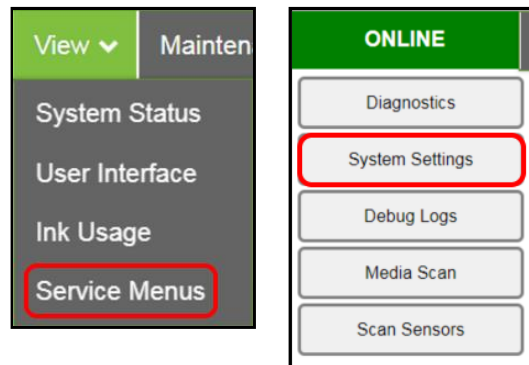 View
Mainten
System Status
User Interface
Ink Usage
Service Menus
ONLINE
Diagnostics
System Settings
Debug Logs
Media Scan
Scan Sensors